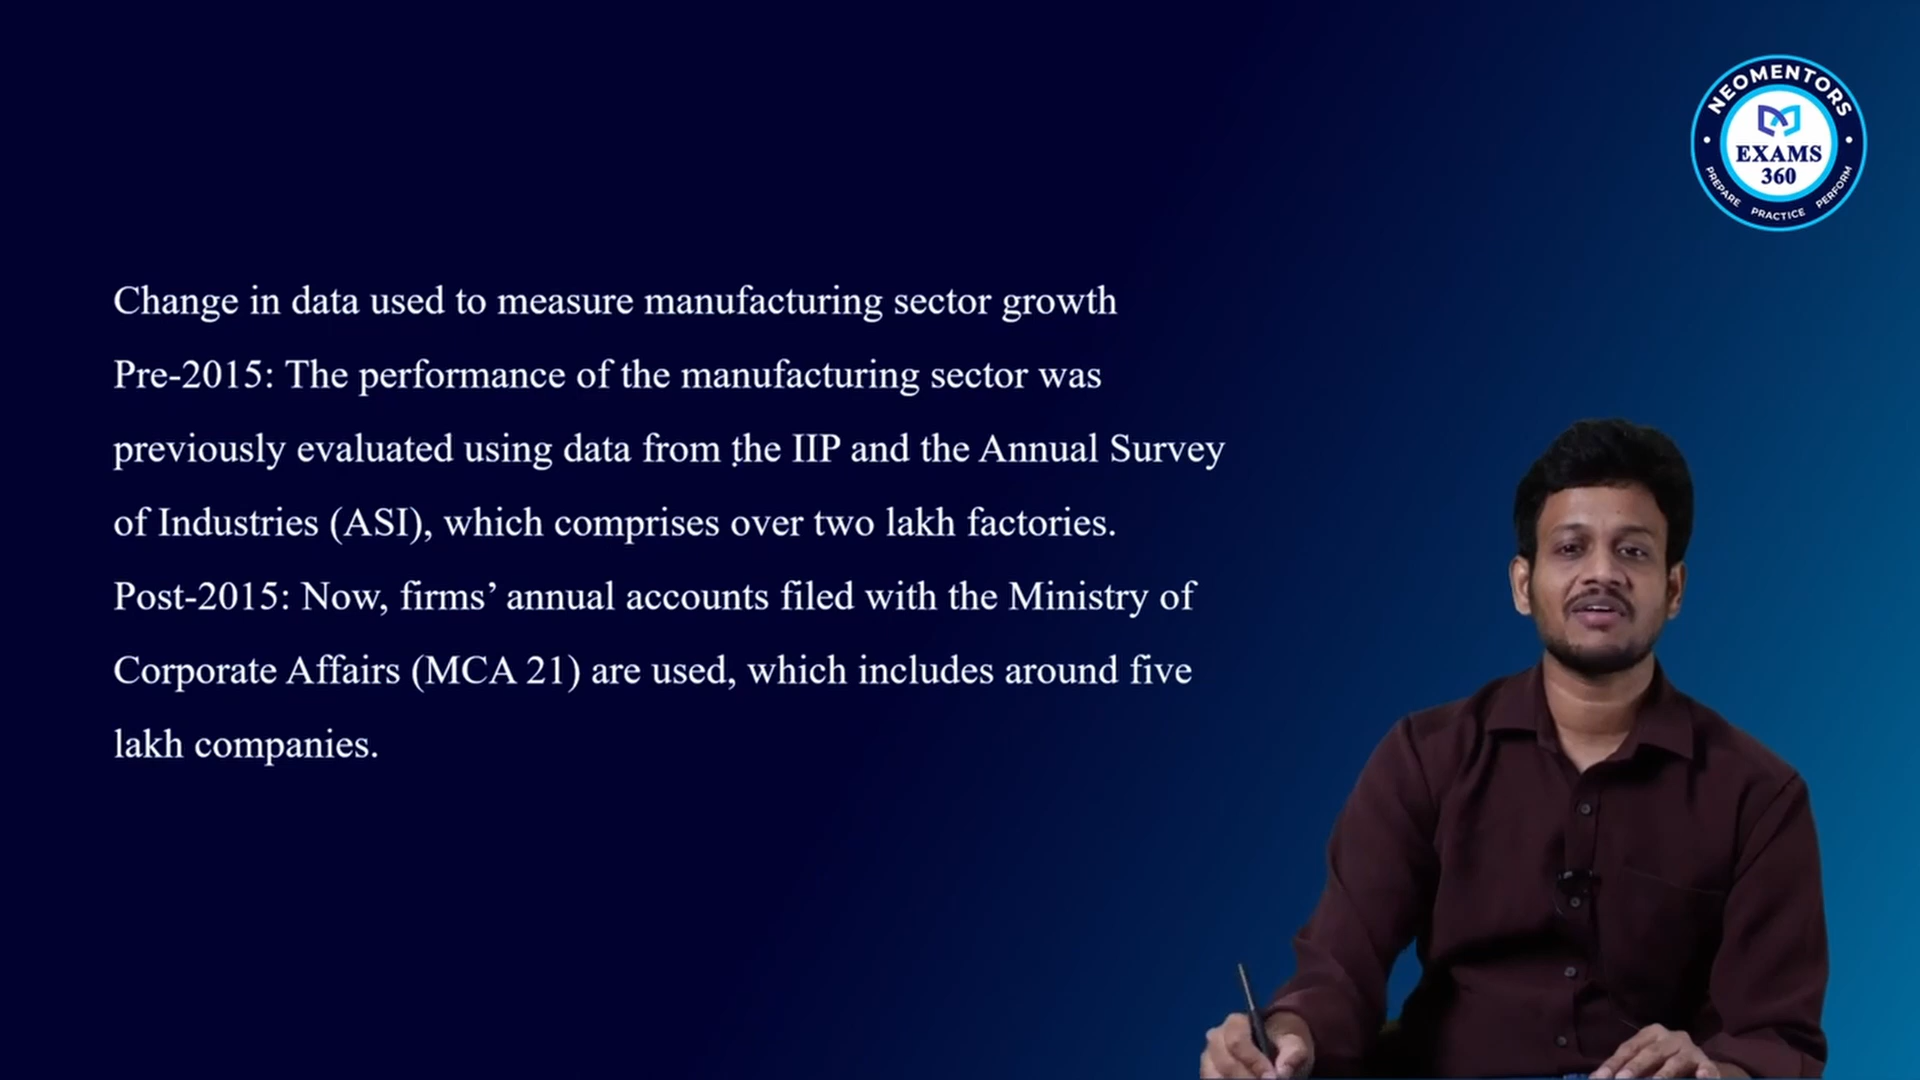 NEOMENTORS
EXAMS
360
PREPARE PRACTICE PERFORM
Change in data used to measure manufacturing sector growth
Pre-2015: The performance of the manufacturing sector was
previously evaluated using data from the IIP and the Annual Survey
of Industries (ASI), which comprises over two lakh factories.
Post-2015: Now, firms’ annual accounts filed with the Ministry of
Corporate Affairs (MCA 21) are used, which includes around five
lakh companies.